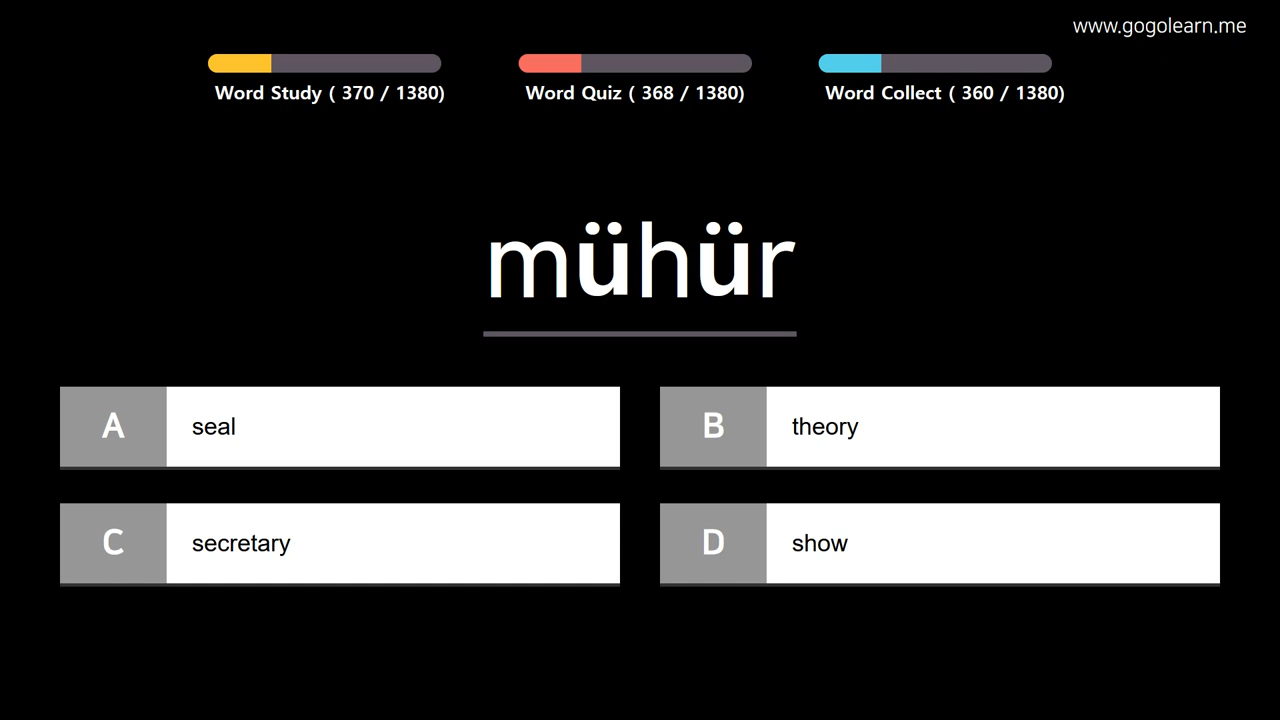 www.gogolearn.me
Word Study ( 370 / 1380)
Word Quiz ( 368 / 1380)
Word Collect ( 360 / 1380)
mühür
A seal
B theory
C secretary
D show